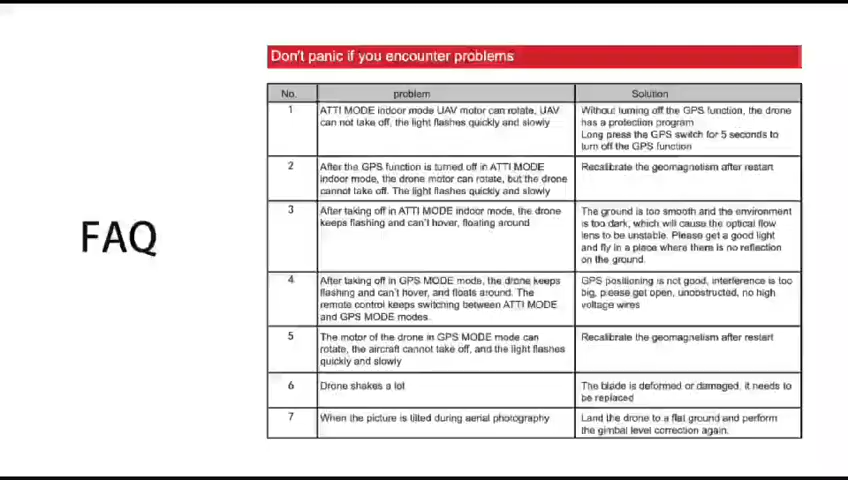 Don't panic if you encounter problems
No. problem Solution
1 ATTI MODE indoor mode UAV motor can rotate, UAV
can not take off, the light flashes quickly and slowly
Without turning off the GPS function, the drone
has a protection program
Long press the GPS switch for 5 seconds to
turn off the GPS function
2 After the GPS function is turned off in ATTI MODE
indoor mode, the drone motor can rotate, but the drone
cannot take off. The light flashes quickly and slowly
Recalibrate the geomagnetism after restart
3 After taking off in ATTI MODE indoor mode, the drone
keeps flashing and can't hover, floating around
The ground is too smooth and the environment
is too dark, which will cause the optical flow
lens to be unstable. Please get a good light
and fly in a place where there is no reflection
on the ground.
FAQ
4 After taking off in GPS MODE mode, the drone keeps
flashing and can't hover, and floats around. The
remote control keeps switching between ATTI MODE
and GPS MODE modes.
GPS positioning is not good, interference is too
big, please get open, unobstructed, no high
voltage wires
5 The motor of the drone in GPS MODE mode can
rotate, the aircraft cannot take off, and the light flashes
quickly and slowly
Recalibrate the geomagnetism after restart
6 Drone shakes a lot
The blade is deformed or damaged, it needs to
be replaced
7 When the picture is tilted during aerial photography
Land the drone to a flat ground and perform
the gimbal level correction again.